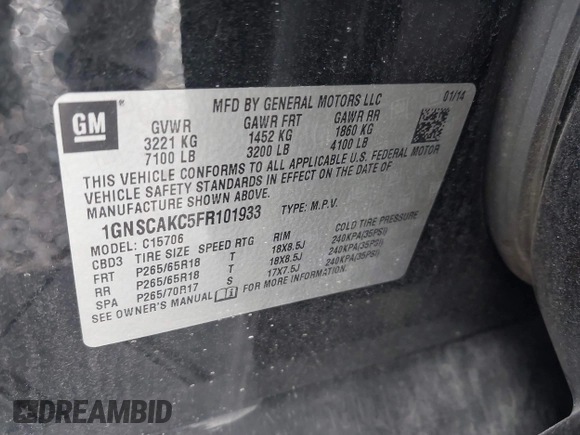 GM
MFD BY GENERAL MOTORS LLC 01/14
GVWR GAWR FRT GAWR RR
3221 KG 1452 KG 1860 KG
7100 LB 3200 LB 4100 LB
THIS VEHICLE CONFORMS TO ALL APPLICABLE U.S. FEDERAL MOTOR
VEHICLE SAFETY STANDARDS IN EFFECT ON THE DATE OF
MANUFACTURE SHOWN ABOVE.
1GNSCAKC5FR101933 TYPE: M.P.V.
MODEL: C15706
CBD3 TIRE SIZE SPEED RTG RIM COLD TIRE PRESSURE
FRT P265/65R18 T 18X8.5J 240KPA(35PSI)
RR P265/65R18 T 18X8.5J 240KPA(35PSI)
SPA P265/70R17 S 17X7.5J 240KPA(35PSI)
SEE OWNER'S MANUAL FOR MORE INFORMATION.
DREAMBID